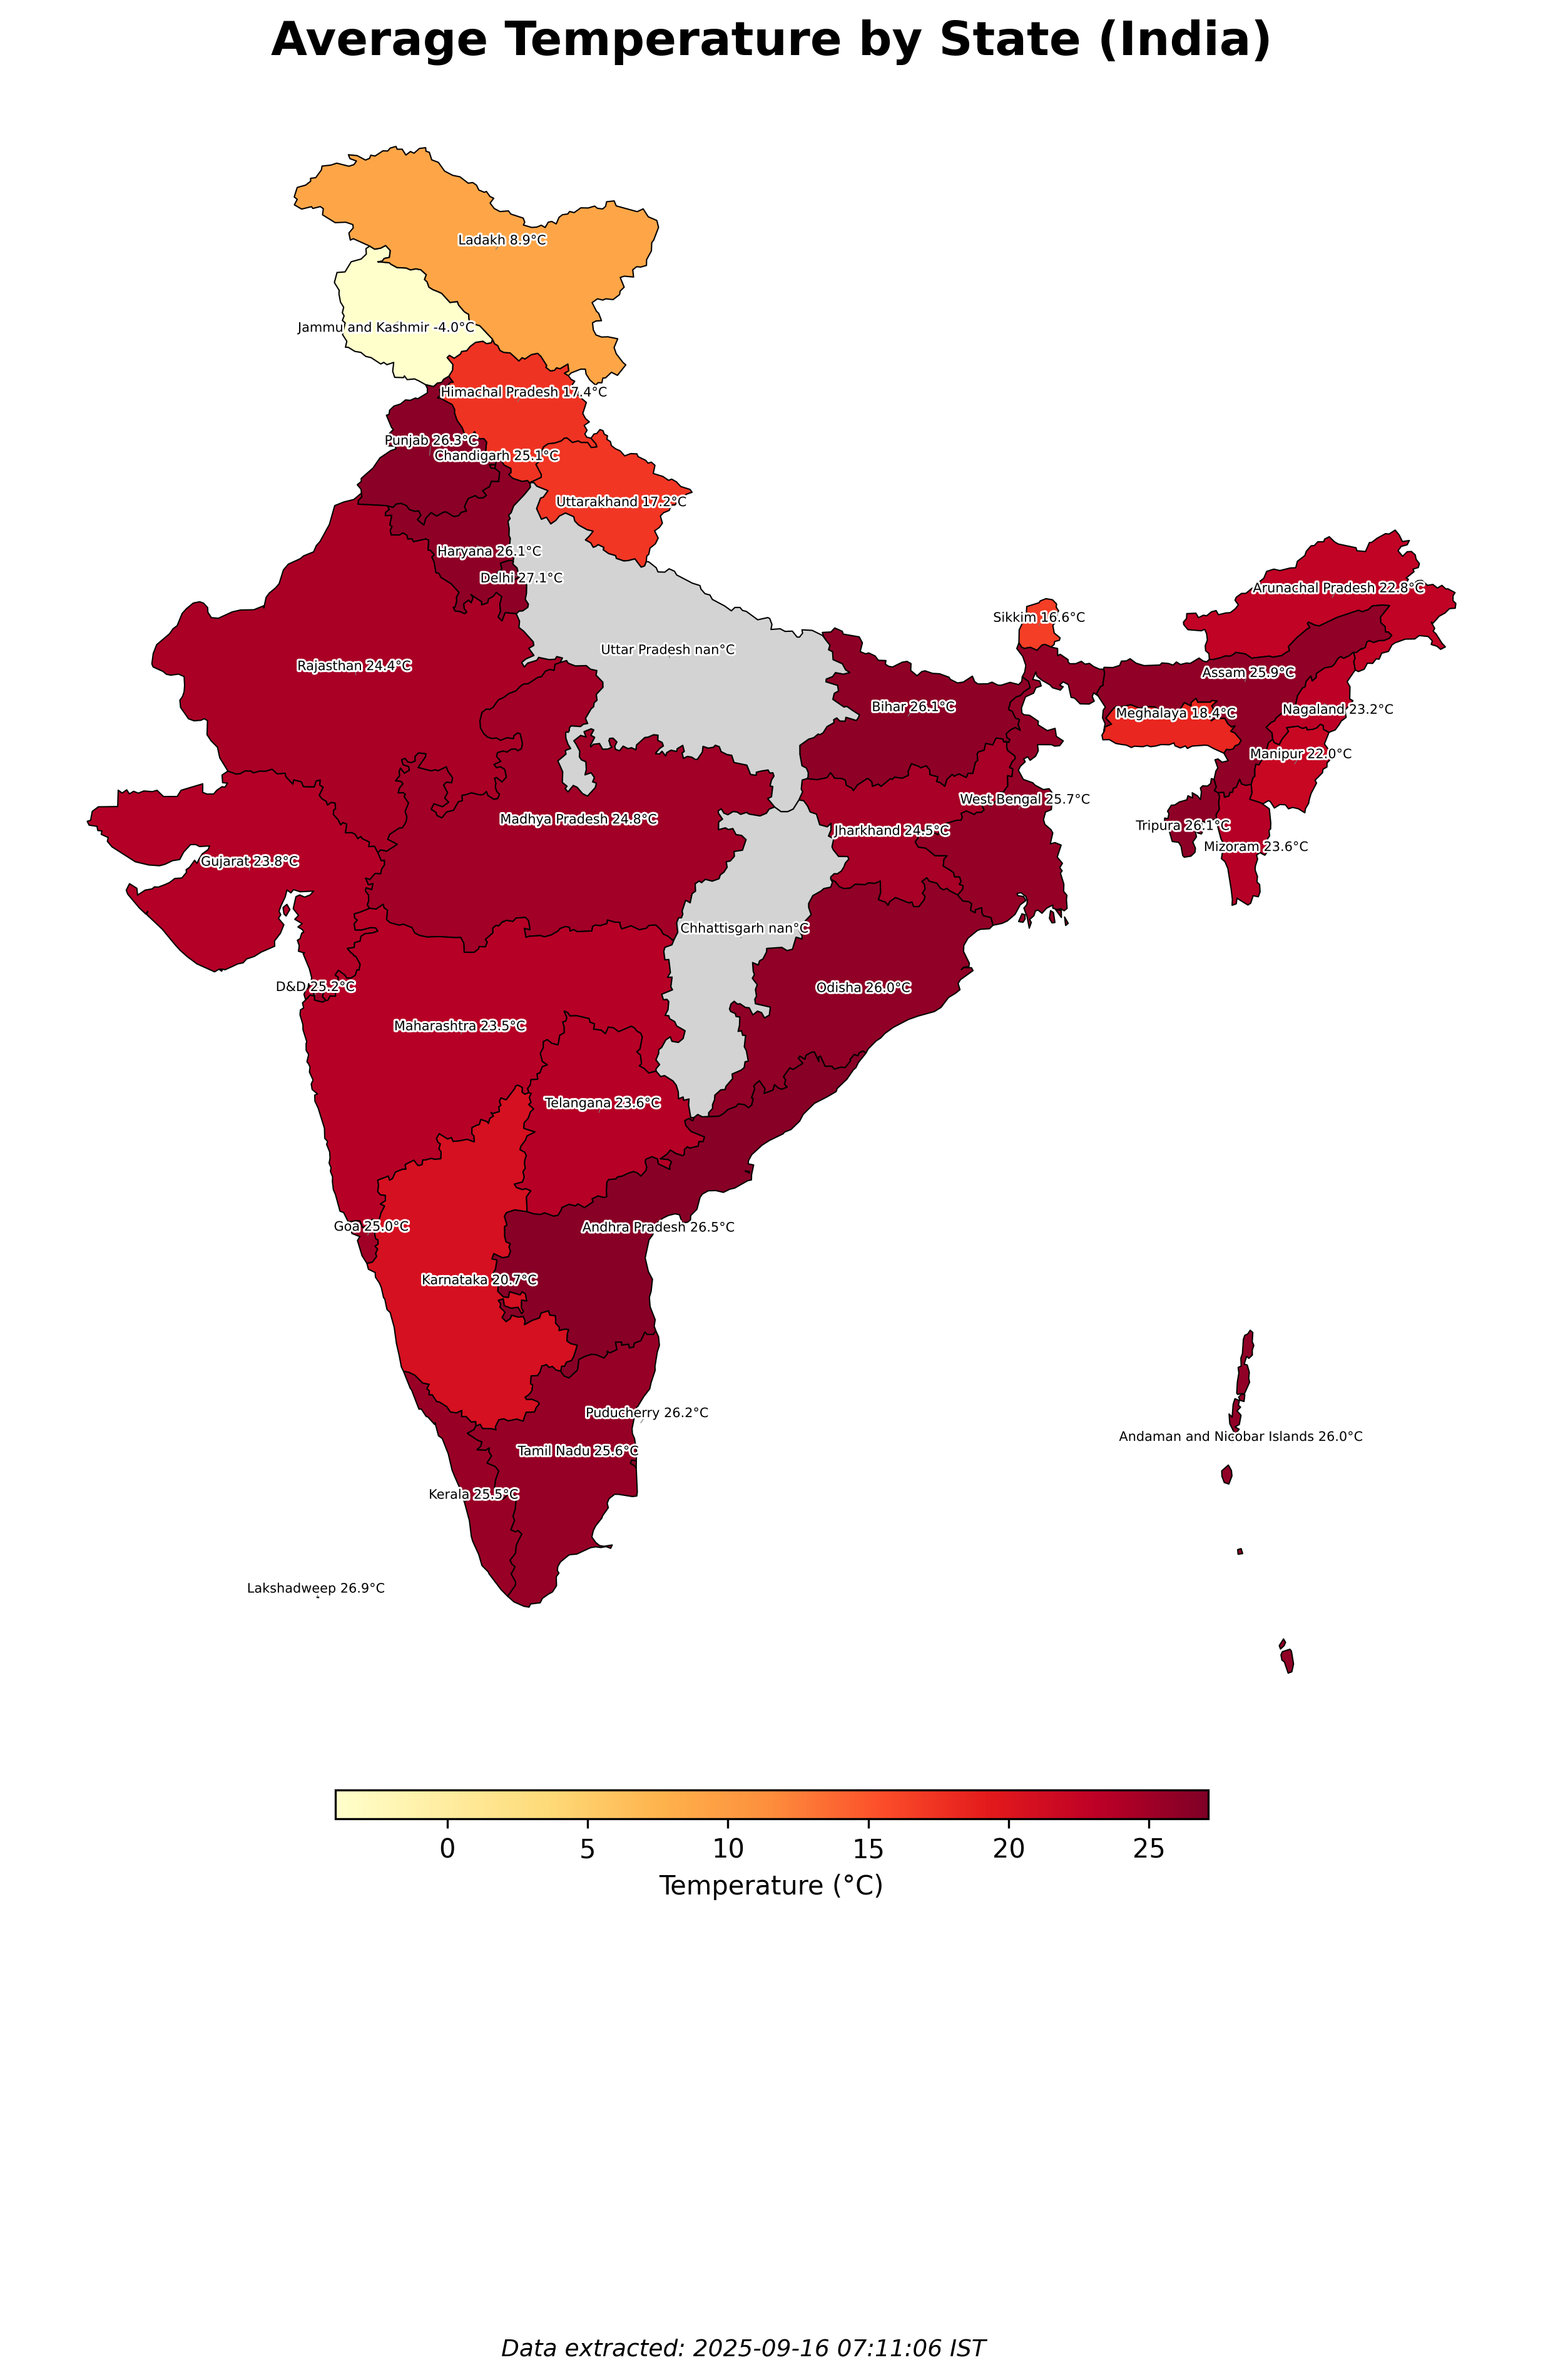 Average Temperature by State (India)
Ladakh 8.9°C
Jammu and Kashmir -4.0°C
Himachal Pradesh 17.4°C
Punjab 26.3°C
Chandigarh 25.1°C
Uttarakhand 17.2°C
Haryana 26.1°C
Delhi 27.1°C
Arunachal Pradesh 22.8°C
Sikkim 16.6°C
Uttar Pradesh nan°C
Rajasthan 24.4°C
Assam 25.9°C
Bihar 26.1°C
Nagaland 23.2°C
Meghalaya 18.4°C
Manipur 22.0°C
West Bengal 25.7°C
Madhya Pradesh 24.8°C
Tripura 26.1°C
Jharkhand 24.5°C
Mizoram 23.6°C
Gujarat 23.8°C
Chhattisgarh nan°C
D&D 25.2°C
Odisha 26.0°C
Maharashtra 23.5°C
Telangana 23.6°C
Goa 25.0°C
Andhra Pradesh 26.5°C
Karnataka 20.7°C
Puducherry 26.2°C
Andaman and Nicobar Islands 26.0°C
Tamil Nadu 25.6°C
Kerala 25.5°C
Lakshadweep 26.9°C
0 5 10 15 20 25
Temperature (°C)
Data extracted: 2025-09-16 07:11:06 IST